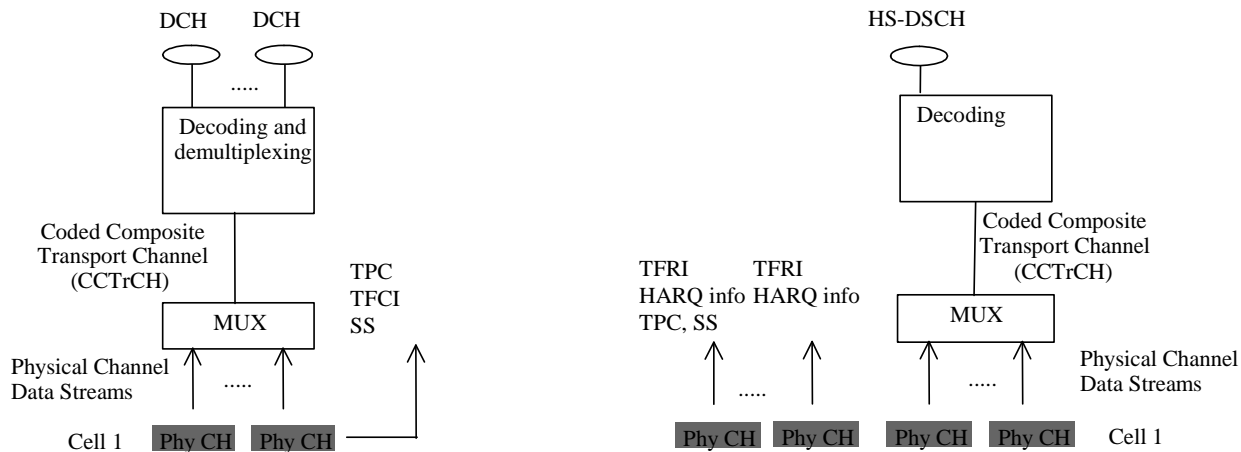 DCH
DCH
.....
Decoding and
demultiplexing
Coded Composite
Transport Channel
(CCTrCH)
MUX
TPC
TFCI
SS
Physical Channel
Data Streams
.....
Cell 1
Phy CH
Phy CH
HS-DSCH
Decoding
Coded Composite
Transport Channel
(CCTrCH)
TFRI
HARQ info
TPC, SS
TFRI
HARQ info
MUX
Physical Channel
Data Streams
.....
.....
Phy CH
Phy CH
Phy CH
Phy CH
Cell 1